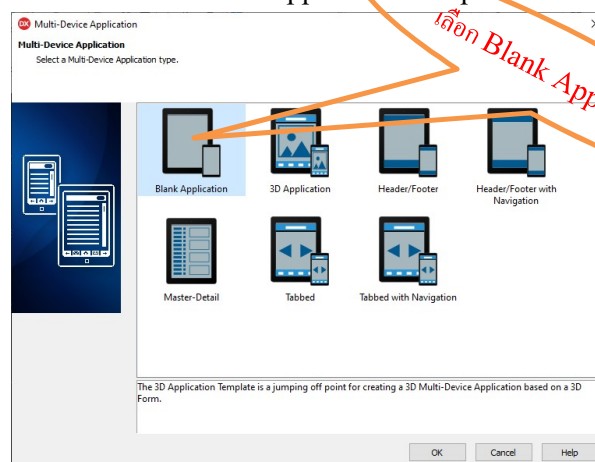 Multi-Device Application
Multi-Device Application
Select a Multi-Device Application type.
เลือก Blank App
Blank Application
3D Application
Header/Footer
Header/Footer with
Navigation
Master-Detail
Tabbed
Tabbed with Navigation
The 3D Application Template is a jumping off point for creating a 3D Multi-Device Application based on a 3D
Form.
OK
Cancel
Help